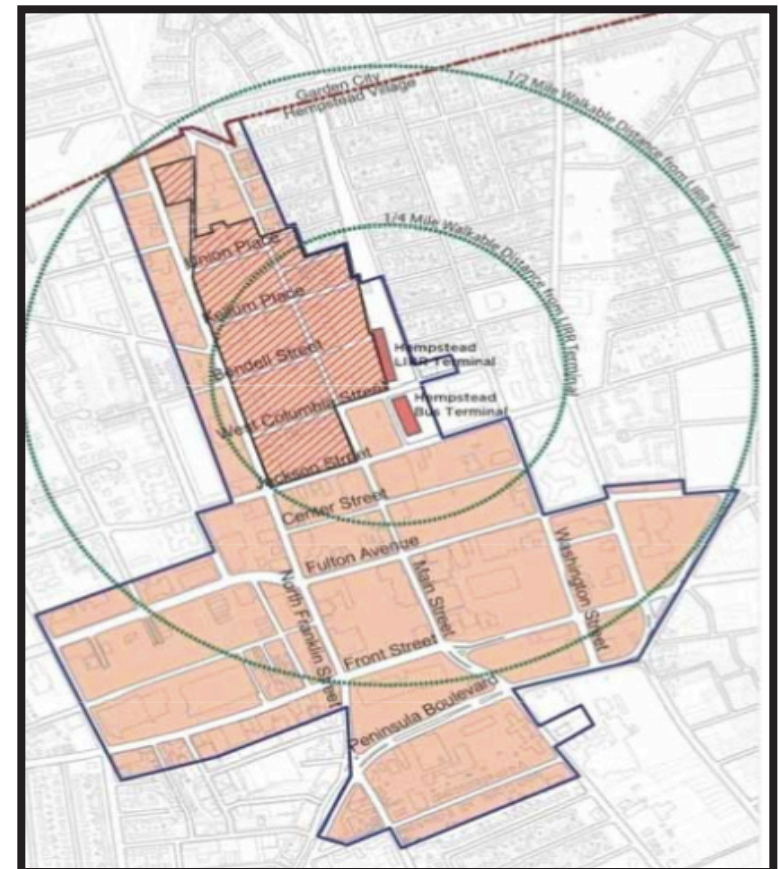 1/2 Mile Walkable Distance from LIRR Terminal
Garden City
Hempstead Village
1/4 Mile Walkable Distance from LIRR Terminal
Union Place
Kellum Place
Hempstead
LIRR Terminal
Bendell Street
Hempstead
Bus Terminal
West Columbia Street
Jackson Street
Center Street
Fulton Avenue
Washington Street
Main Street
North Franklin Street
Front Street
Peninsula Boulevard